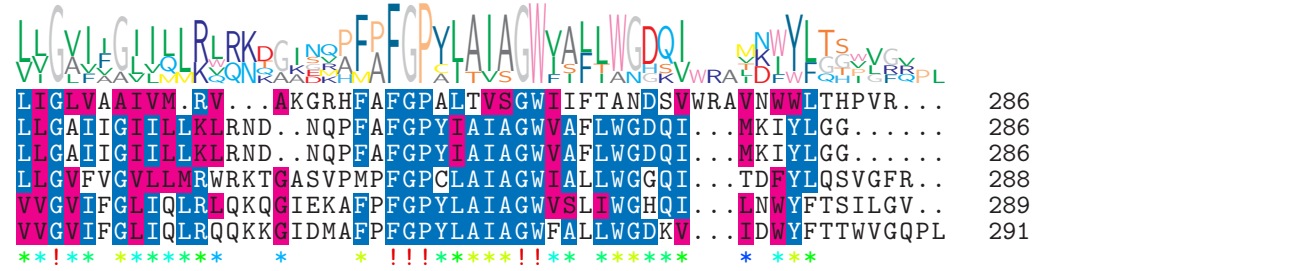 LIGLVAAIVM.RV...AKGRHFAFGPALTVSGWIIFTANDSVWRAVNWWLTHPVR... 286
LLGAIIGIILLKLRND..NQPFAFGPYIAIAGWVAFLWGDQI...MKIYLGG...... 286
LLGAIIGIILLKLRND..NQPFAFGPYIAIAGWVAFLWGDQI...MKIYLGG...... 286
LLGVFVGVLLMRWRKTGASVPMPFGPCLAIAGWIALLWGGQI...TDFYLQSVGFR.. 288
VVGVIFGLIQLRLQKQGIEKAFPFGPYLAIAGWVSLIWGHQI...LNWYFTSILGV.. 289
VVGVIFGLIQLRQQKKGIDMAFPFGPYLAIAGWFALLWGDKV...IDWYFTTWVGQPL 291
**!** ******* * * !!!*****!!** ****** * ***